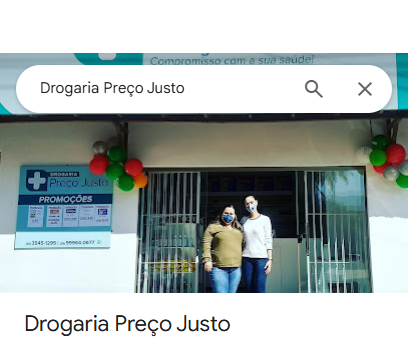 Compromisso com a sua saúde!
Drogaria Preço Justo
DROGARIA
Preço Justo
PROMOÇÕES
3545-1295
99964-0677
Drogaria Preço Justo